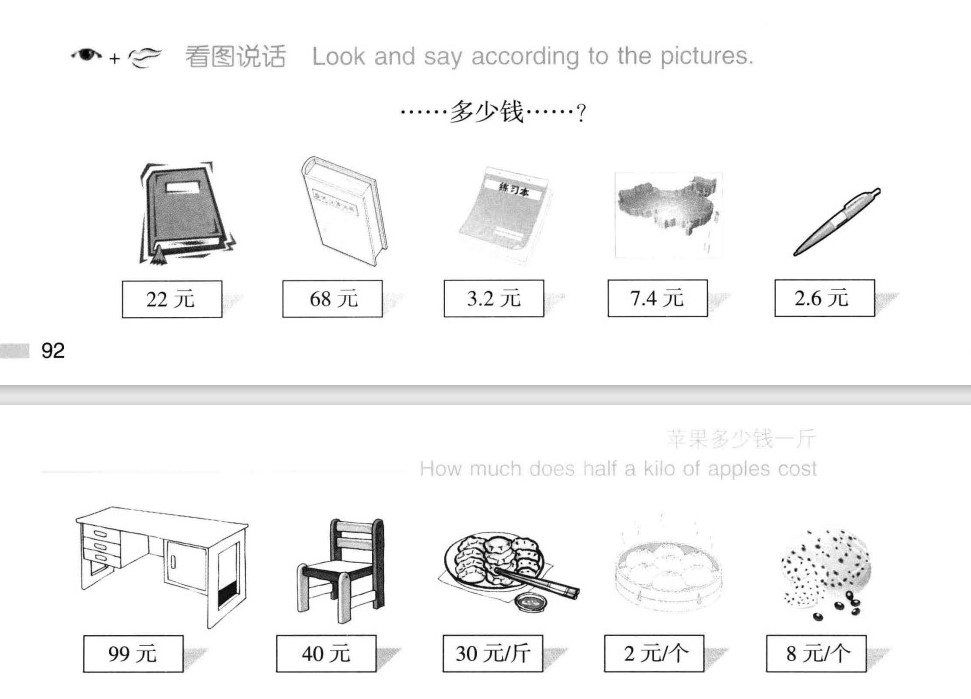 看图说话 Look and say according to the pictures.
……多少钱……?
练习本
22 元
68 元
3.2 元
7.4 元
2.6 元
92
苹果多少钱一斤
How much does half a kilo of apples cost
99 元
40 元
30 元/斤
2 元/个
8 元/个